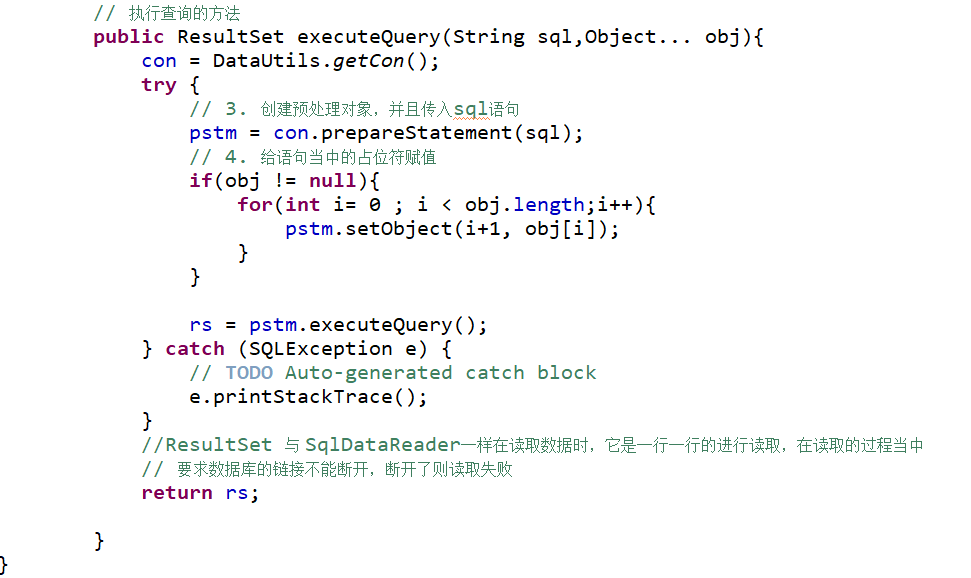 // 执行查询的方法
public ResultSet executeQuery(String sql,Object... obj){
con = DataUtils.getCon();
try {
// 3. 创建预处理对象，并且传入sql语句
pstm = con.prepareStatement(sql);
// 4. 给语句当中的占位符赋值
if(obj != null){
for(int i= 0 ; i < obj.length;i++){
pstm.setObject(i+1, obj[i]);
}
}
rs = pstm.executeQuery();
} catch (SQLException e) {
// TODO Auto-generated catch block
e.printStackTrace();
}
//ResultSet 与 SqlDataReader一样在读取数据时，它是一行一行的进行读取，在读取的过程当中
// 要求数据库的链接不能断开，断开了则读取失败
return rs;
}
}